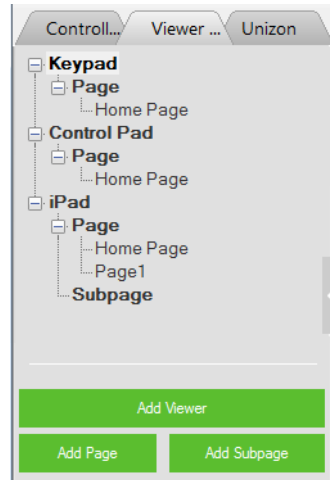 Controll... Viewer ... Unizon
Keypad
Page
Home Page
Control Pad
Page
Home Page
iPad
Page
Home Page
Page1
Subpage
Add Viewer
Add Page Add Subpage